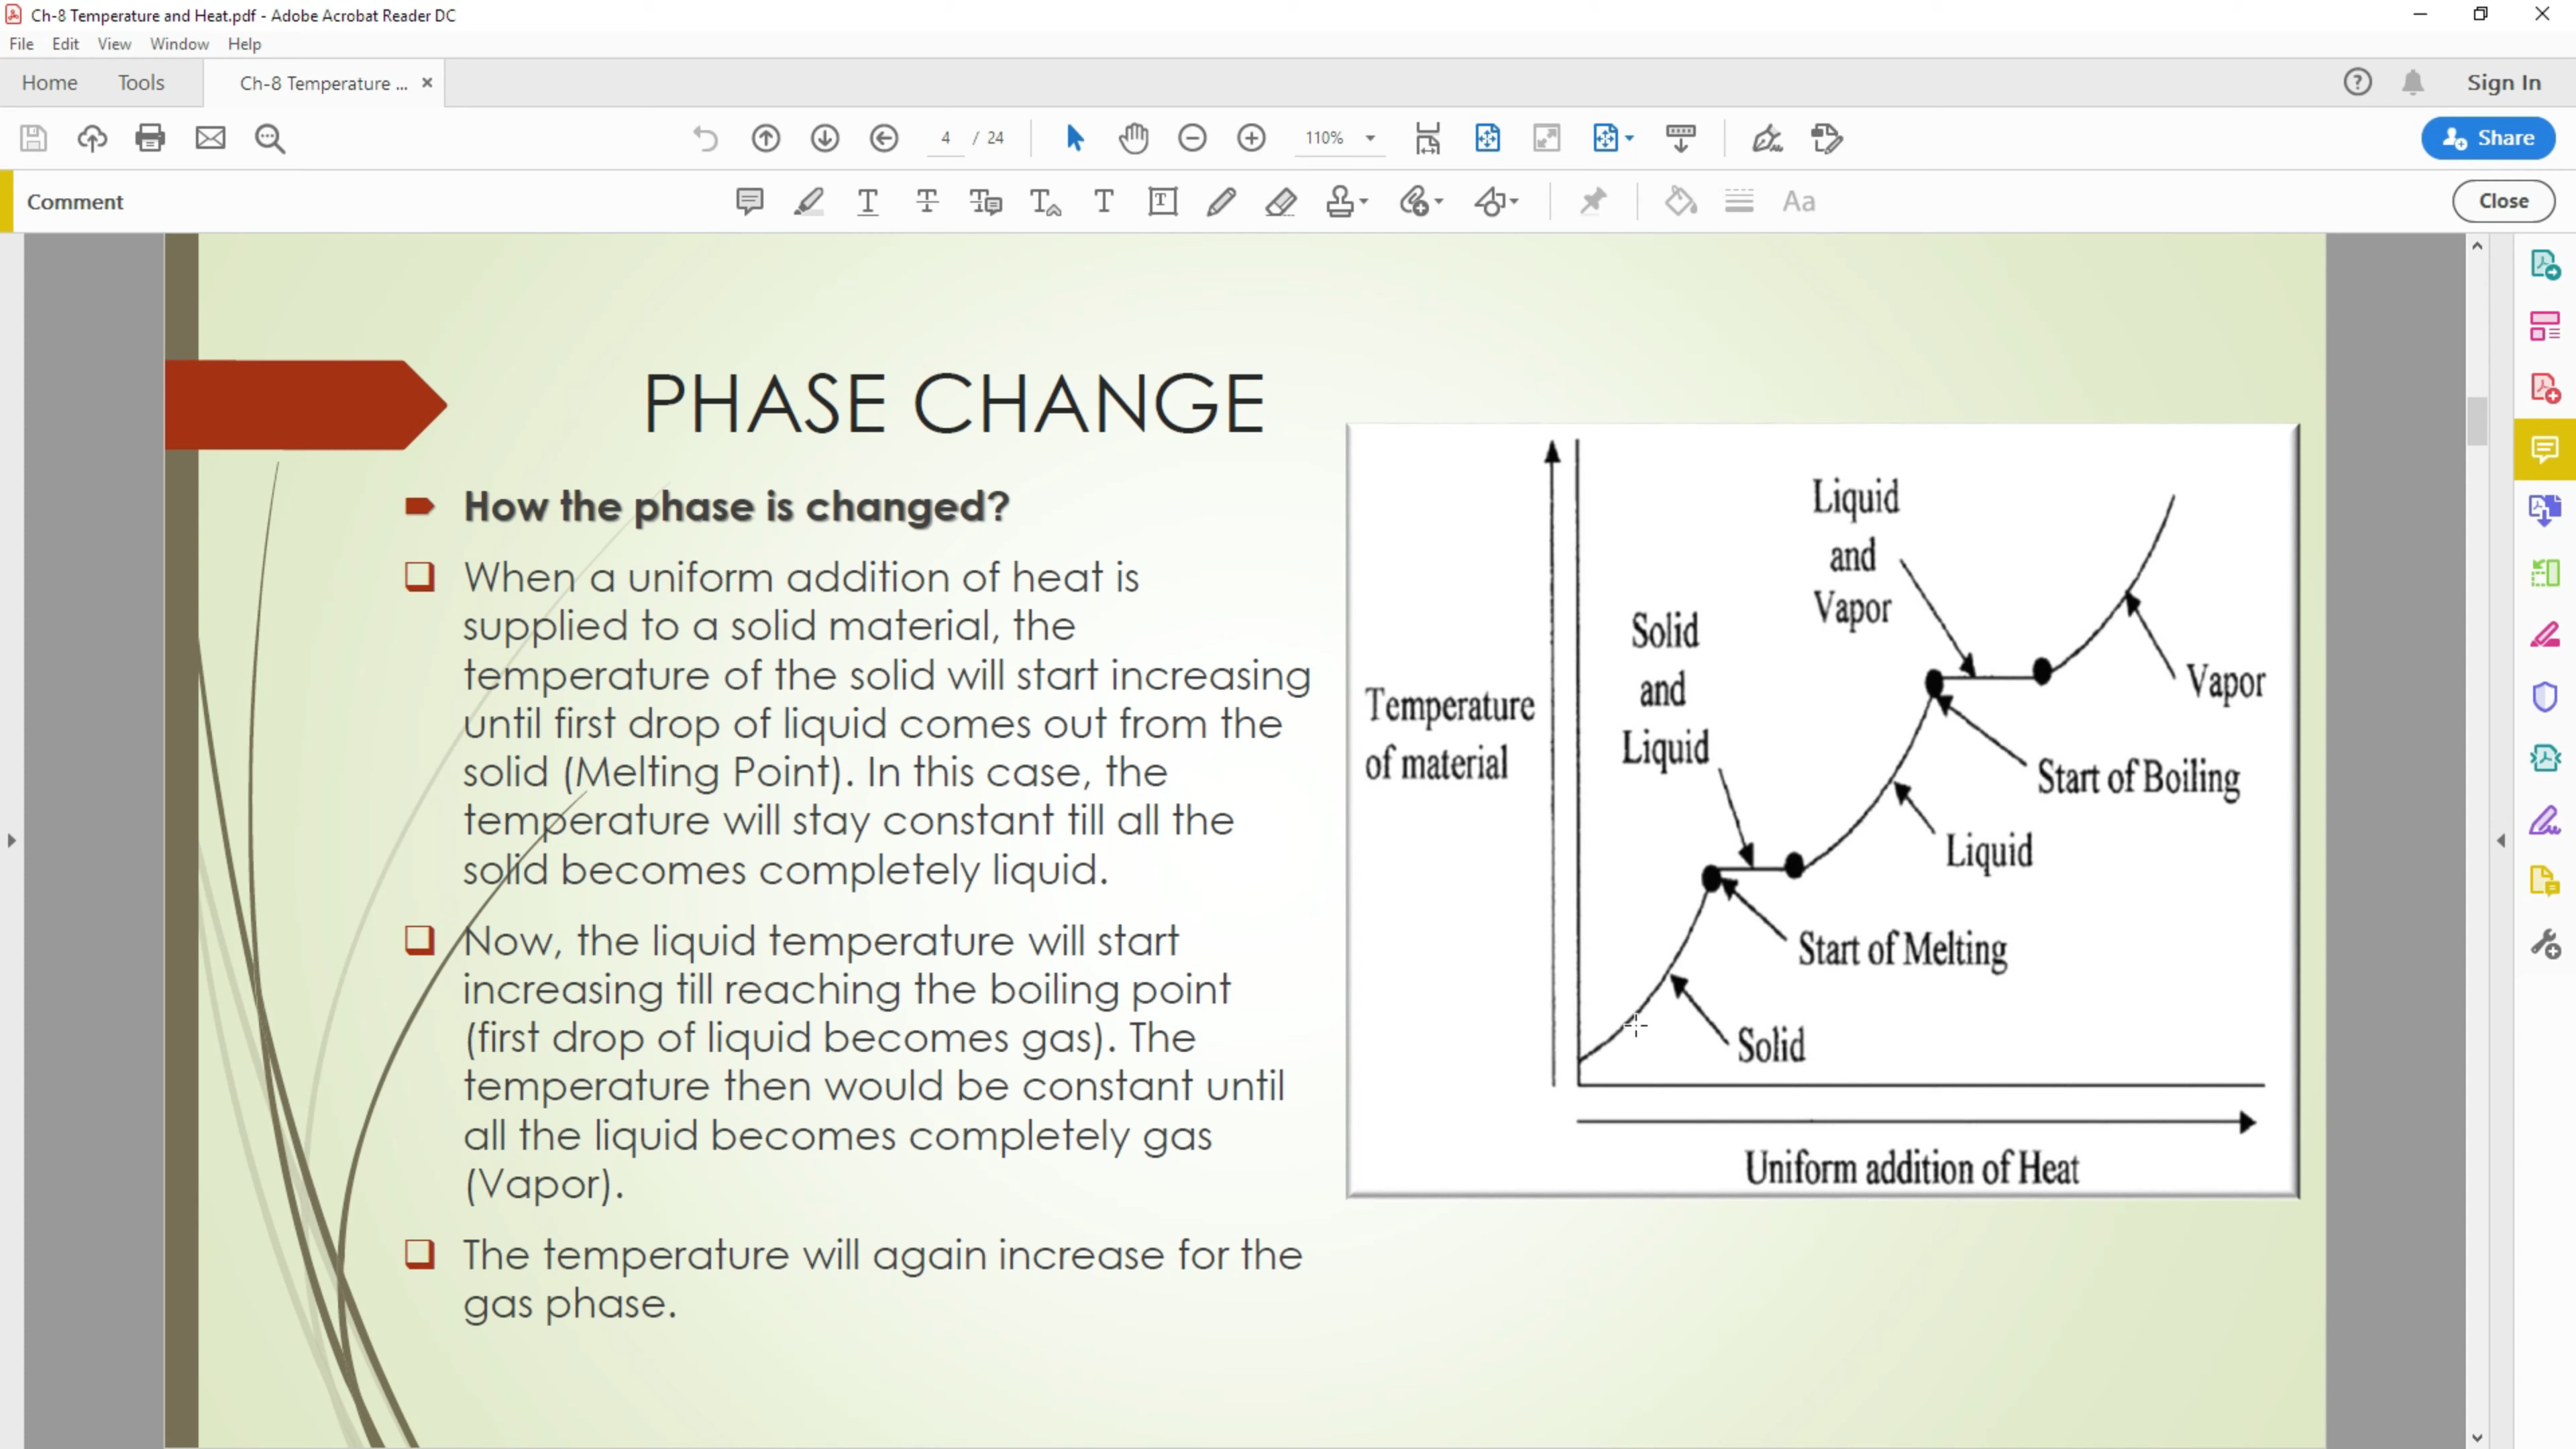 Ch-8 Temperature and Heat.pdf - Adobe Acrobat Reader DC
File Edit View Window Help
Home Tools Ch-8 Temperature ... × Sign In
4 / 24 110% Share
Comment Close
PHASE CHANGE
How the phase is changed?
When a uniform addition of heat is
supplied to a solid material, the
temperature of the solid will start increasing
until first drop of liquid comes out from the
solid (Melting Point). In this case, the
temperature will stay constant till all the
solid becomes completely liquid.
Now, the liquid temperature will start
increasing till reaching the boiling point
(first drop of liquid becomes gas). The
temperature then would be constant until
all the liquid becomes completely gas
(Vapor).
The temperature will again increase for the
gas phase.
Temperature
of material
Solid
and
Liquid
Liquid
and
Vapor
Vapor
Start of Boiling
Liquid
Start of Melting
Solid
Uniform addition of Heat